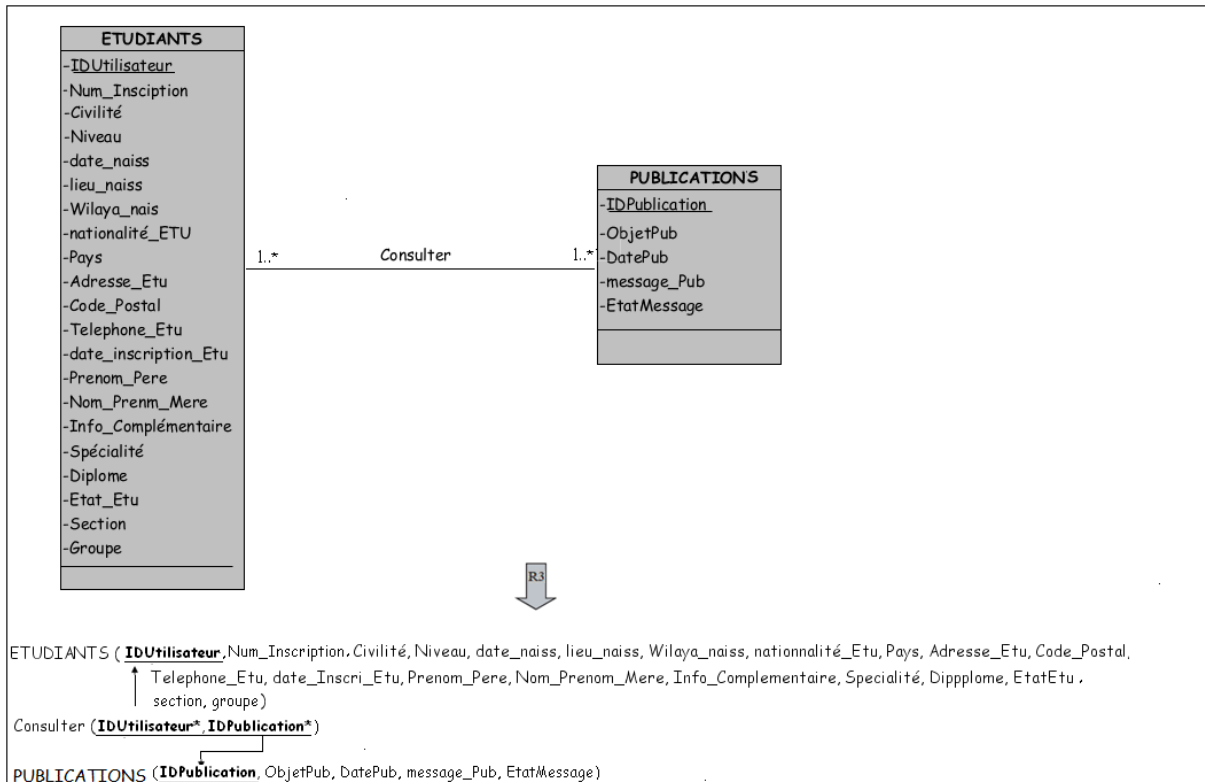 ETUDIANTS
-IDUtilisateur
-Num_Insciption
-Civilité
-Niveau
-date_naiss
-lieu_naiss
-Wilaya_nais
-nationalité_ETU
-Pays
-Adresse_Etu
-Code_Postal
-Telephone_Etu
-date_inscription_Etu
-Prenom_Pere
-Nom_Prenm_Mere
-Info_Complémentaire
-Spécialité
-Diplome
-Etat_Etu
-Section
-Groupe
1..* Consulter 1..*
PUBLICATIONS
-IDPublication
-ObjetPub
-DatePub
-message_Pub
-EtatMessage
R3
ETUDIANTS ( IDUtilisateur, Num_Inscription, Civilité, Niveau, date_naiss, lieu_naiss, Wilaya_naiss, nationnalité_Etu, Pays, Adresse_Etu, Code_Postal,
Telephone_Etu, date_Inscri_Etu, Prenom_Pere, Nom_Prenom_Mere, Info_Complementaire, Specialité, Dippplome, EtatEtu,
section, groupe)
Consulter (IDUtilisateur*, IDPublication*)
PUBLICATIONS (IDPublication, ObjetPub, DatePub, message_Pub, EtatMessage)